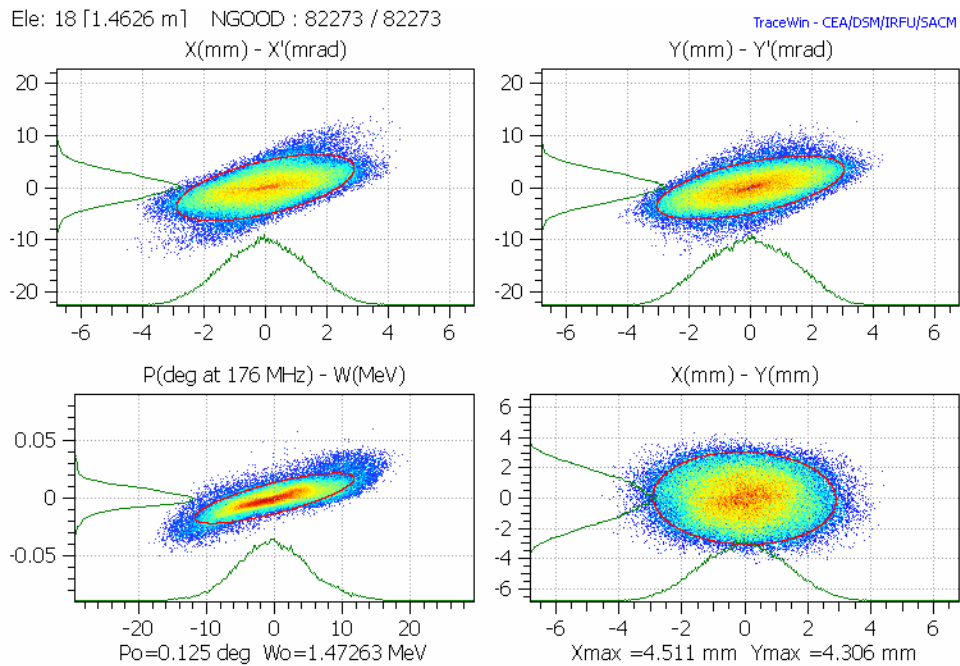 Ele: 18 [1.4626 m] NGOOD : 82273 / 82273
TraceWin - CEA/DSM/IRFU/SACM
X(mm) - X'(mrad)
Y(mm) - Y'(mrad)
20
10
0
-10
-20
-6 -4 -2 0 2 4 6
20
10
0
-10
-20
-6 -4 -2 0 2 4 6
P(deg at 176 MHz) - W(MeV)
X(mm) - Y(mm)
0.05
0
-0.05
-20 -10 0 10 20
6
4
2
0
-2
-4
-6
-6 -4 -2 0 2 4 6
Po=0.125 deg Wo=1.47263 MeV
Xmax =4.511 mm Ymax =4.306 mm